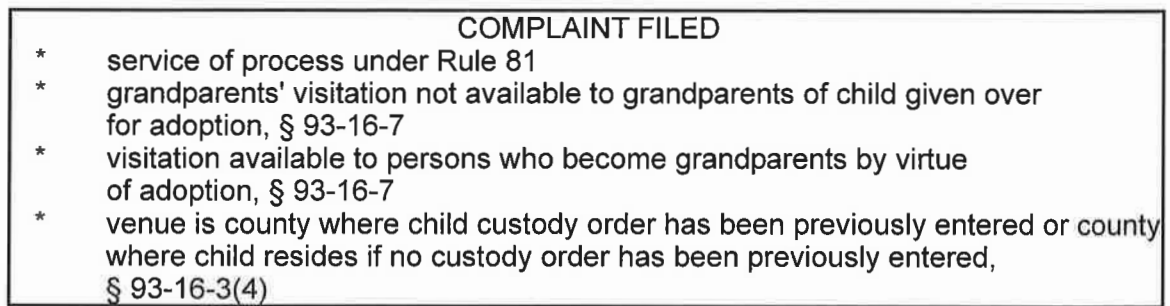 COMPLAINT FILED
* service of process under Rule 81
* grandparents' visitation not available to grandparents of child given over
for adoption, § 93-16-7
* visitation available to persons who become grandparents by virtue
of adoption, § 93-16-7
* venue is county where child custody order has been previously entered or county
where child resides if no custody order has been previously entered,
§ 93-16-3(4)